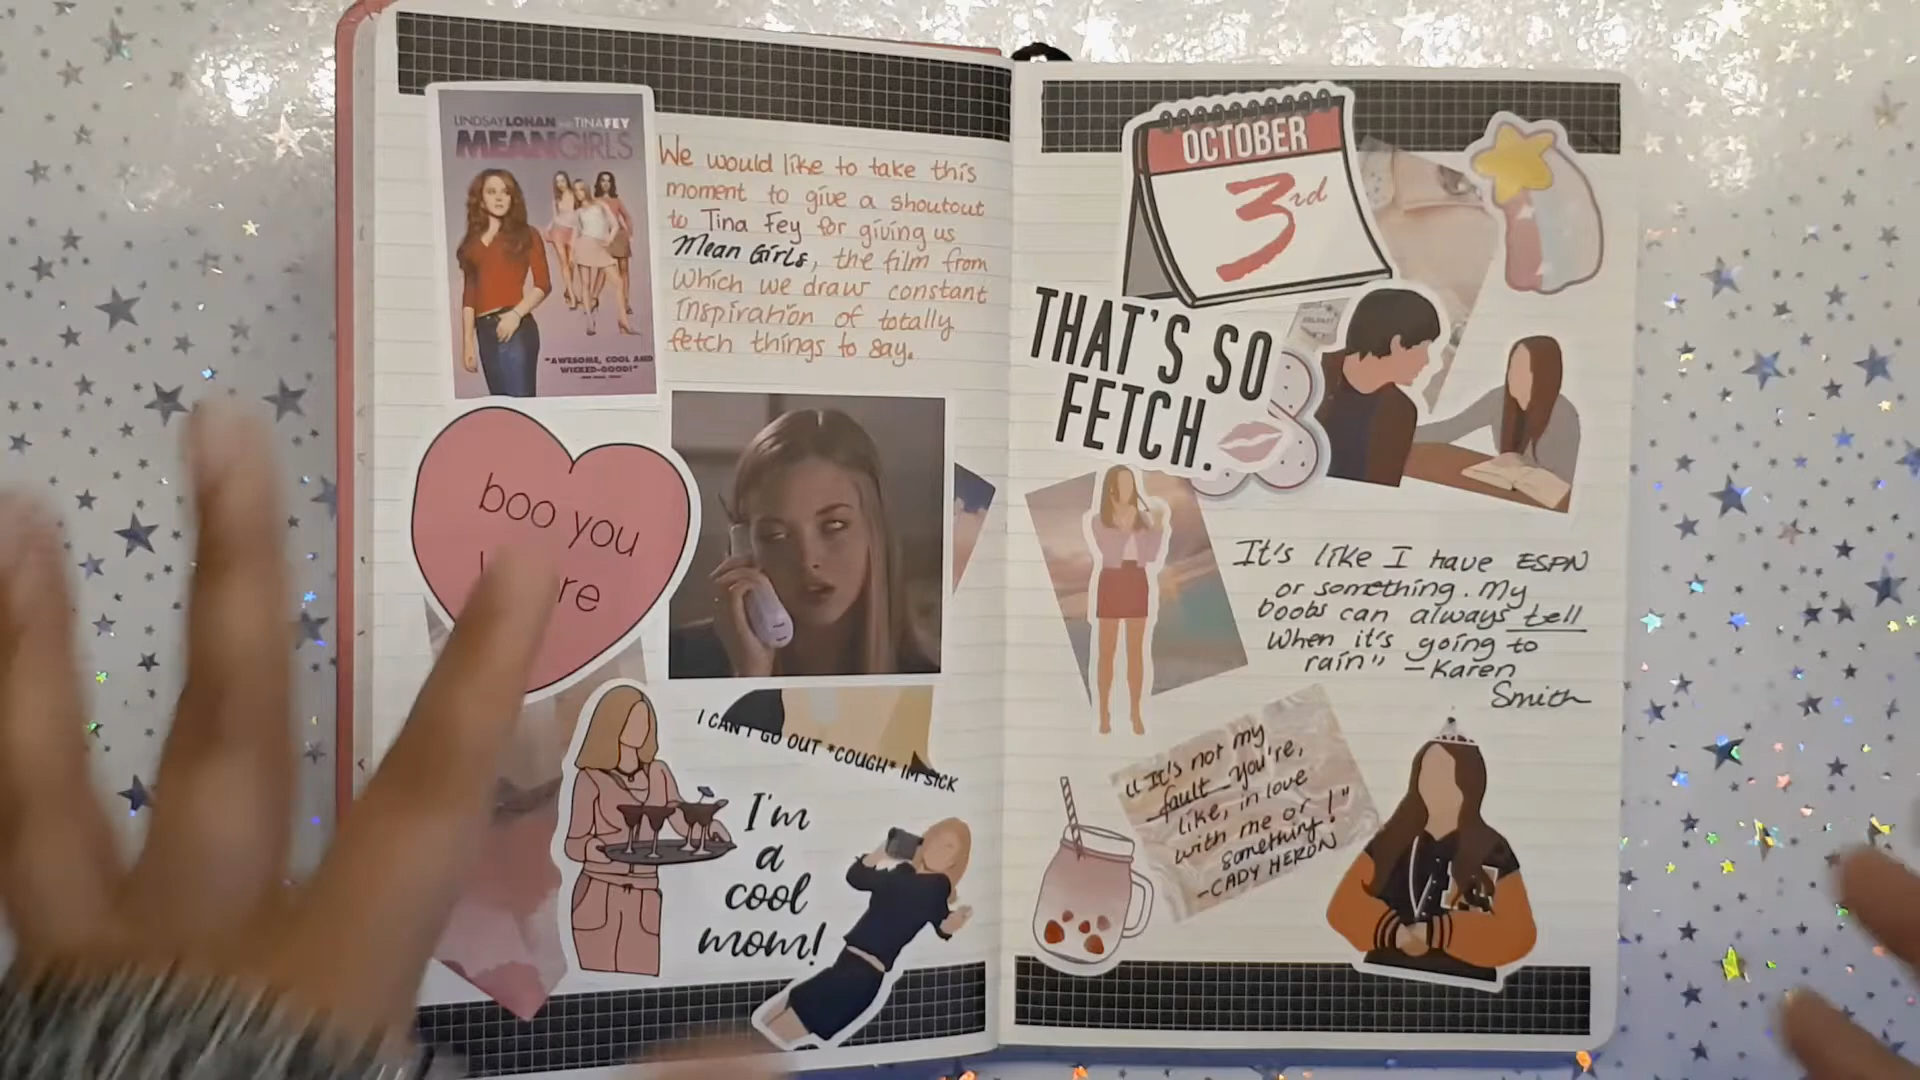 LINDSAY LOHAN TINA FEY
MEAN GIRLS
"AWESOME, COOL AND
WICKED-GOOD!"
We would like to take this
moment to give a shoutout
to Tina Fey for giving us
Mean Girls, the film from
which we draw constant
inspiration of totally
fetch things to say.
boo you
I CAN'T GO OUT *COUGH* IM SICK
I'm
a
cool
mom!
OCTOBER
3rd
THAT'S SO
FETCH.
It's like I have ESPN
or something. My
boobs can always tell
when it's going to
rain" - Karen
Smith
"It's not my
fault you're,
like, in love
with me or
something!"
- CADY HERON